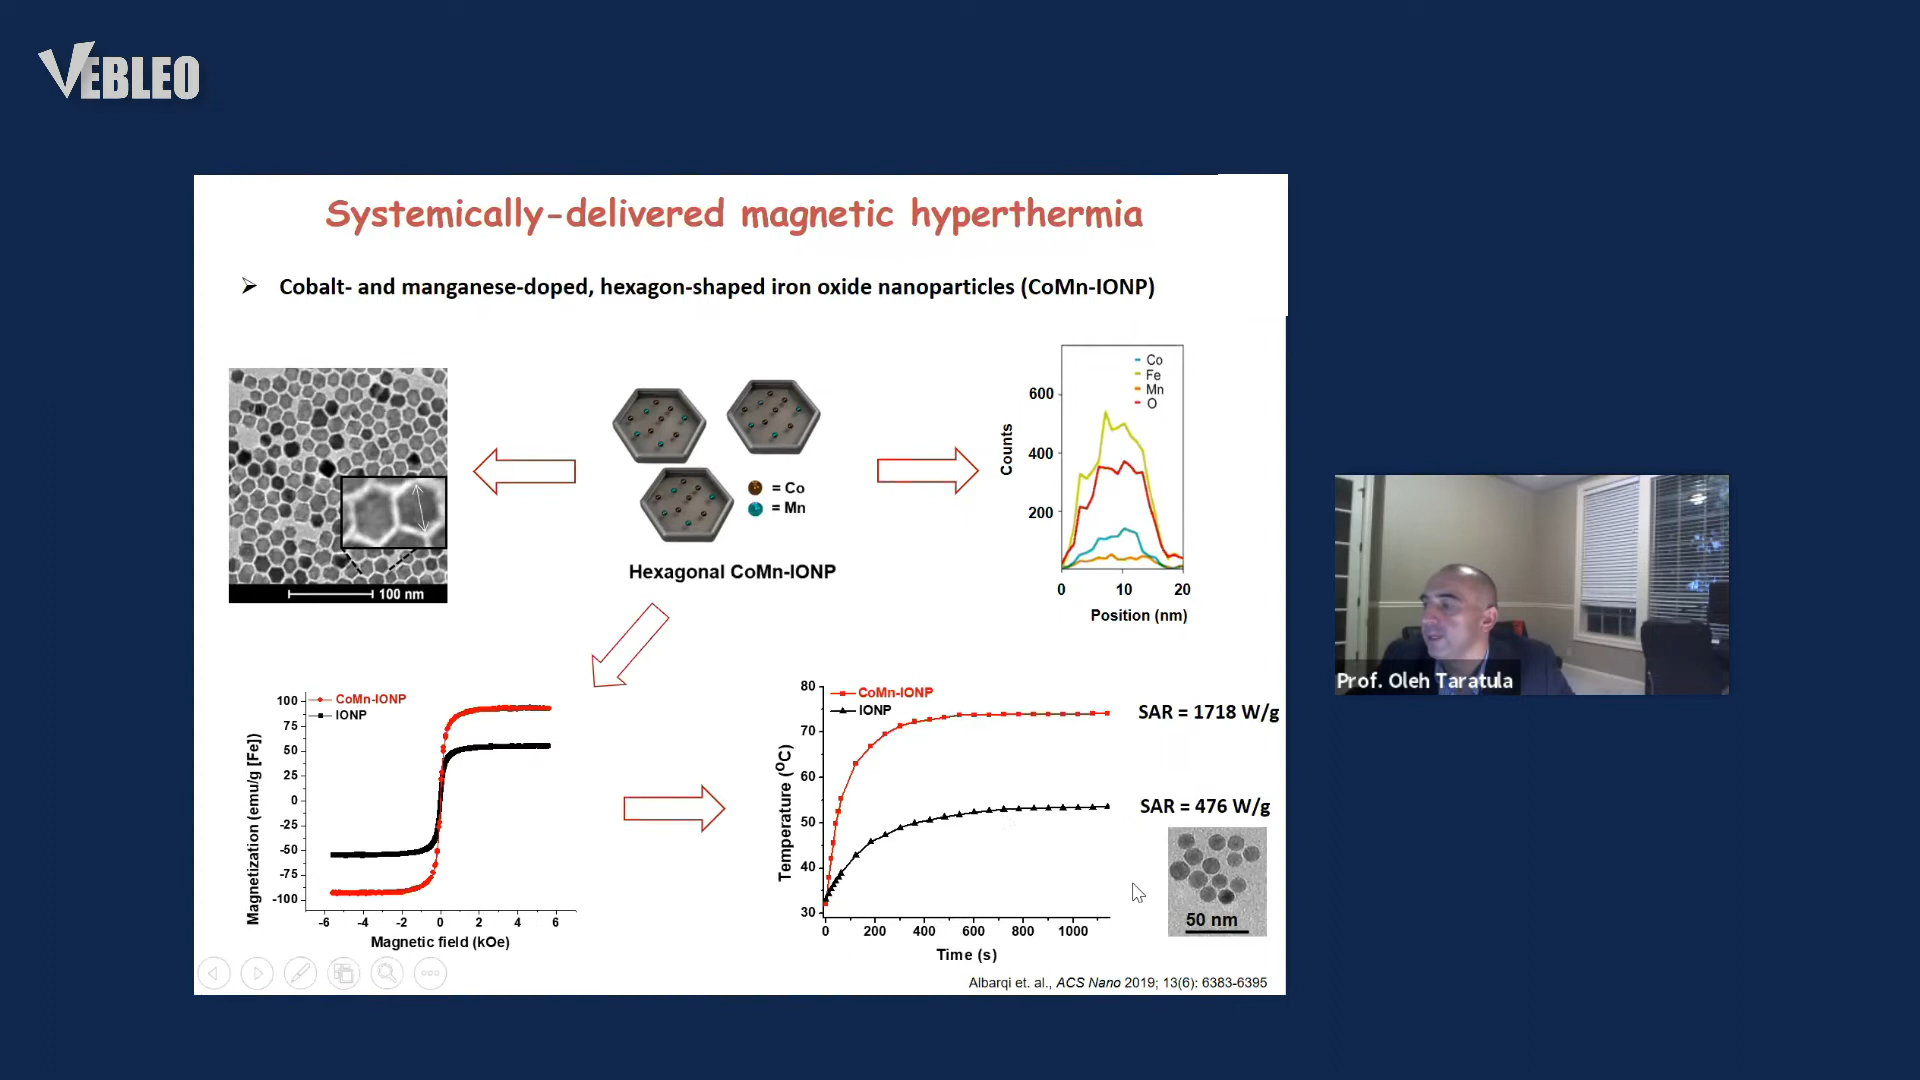 VEBLEO
Systemically-delivered magnetic hyperthermia
➢ Cobalt- and manganese-doped, hexagon-shaped iron oxide nanoparticles (CoMn-IONP)
100 nm
= Co
= Mn
Hexagonal CoMn-IONP
Co
Fe
Mn
O
Counts
600
400
200
0 10 20
Position (nm)
CoMn-IONP
IONP
Magnetization (emu/g [Fe])
100
75
50
25
0
-25
-50
-75
-100
-6 -4 -2 0 2 4 6
Magnetic field (kOe)
CoMn-IONP
IONP
Temperature (⁰C)
80
70
60
50
40
30
0 200 400 600 800 1000
Time (s)
SAR = 1718 W/g
SAR = 476 W/g
50 nm
Albarqi et. al., ACS Nano 2019; 13(6): 6383-6395
Prof. Oleh Taratula